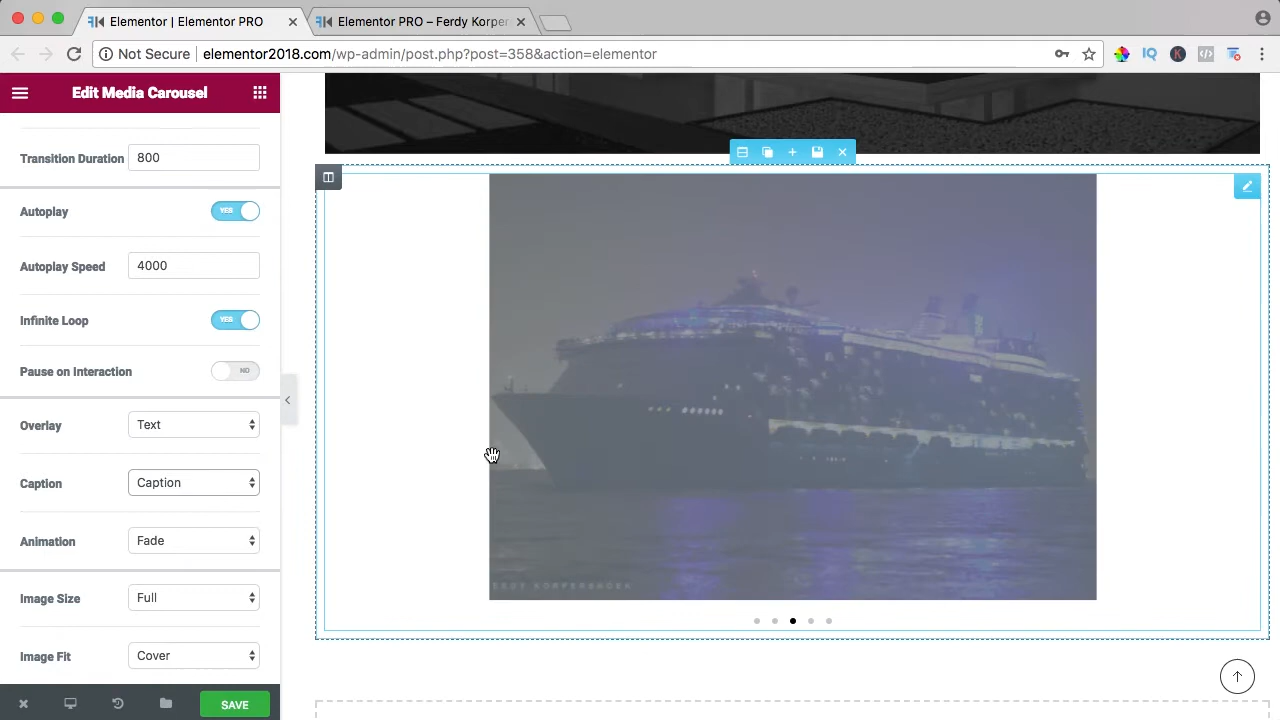 Elementor | Elementor PRO
Elementor PRO – Ferdy Korper
Not Secure
elementor2018.com/wp-admin/post.php?post=358&action=elementor
Edit Media Carousel
Transition Duration
800
Autoplay
YES
Autoplay Speed
4000
Infinite Loop
YES
Pause on Interaction
NO
Overlay
Text
Caption
Caption
Animation
Fade
Image Size
Full
Image Fit
Cover
SAVE